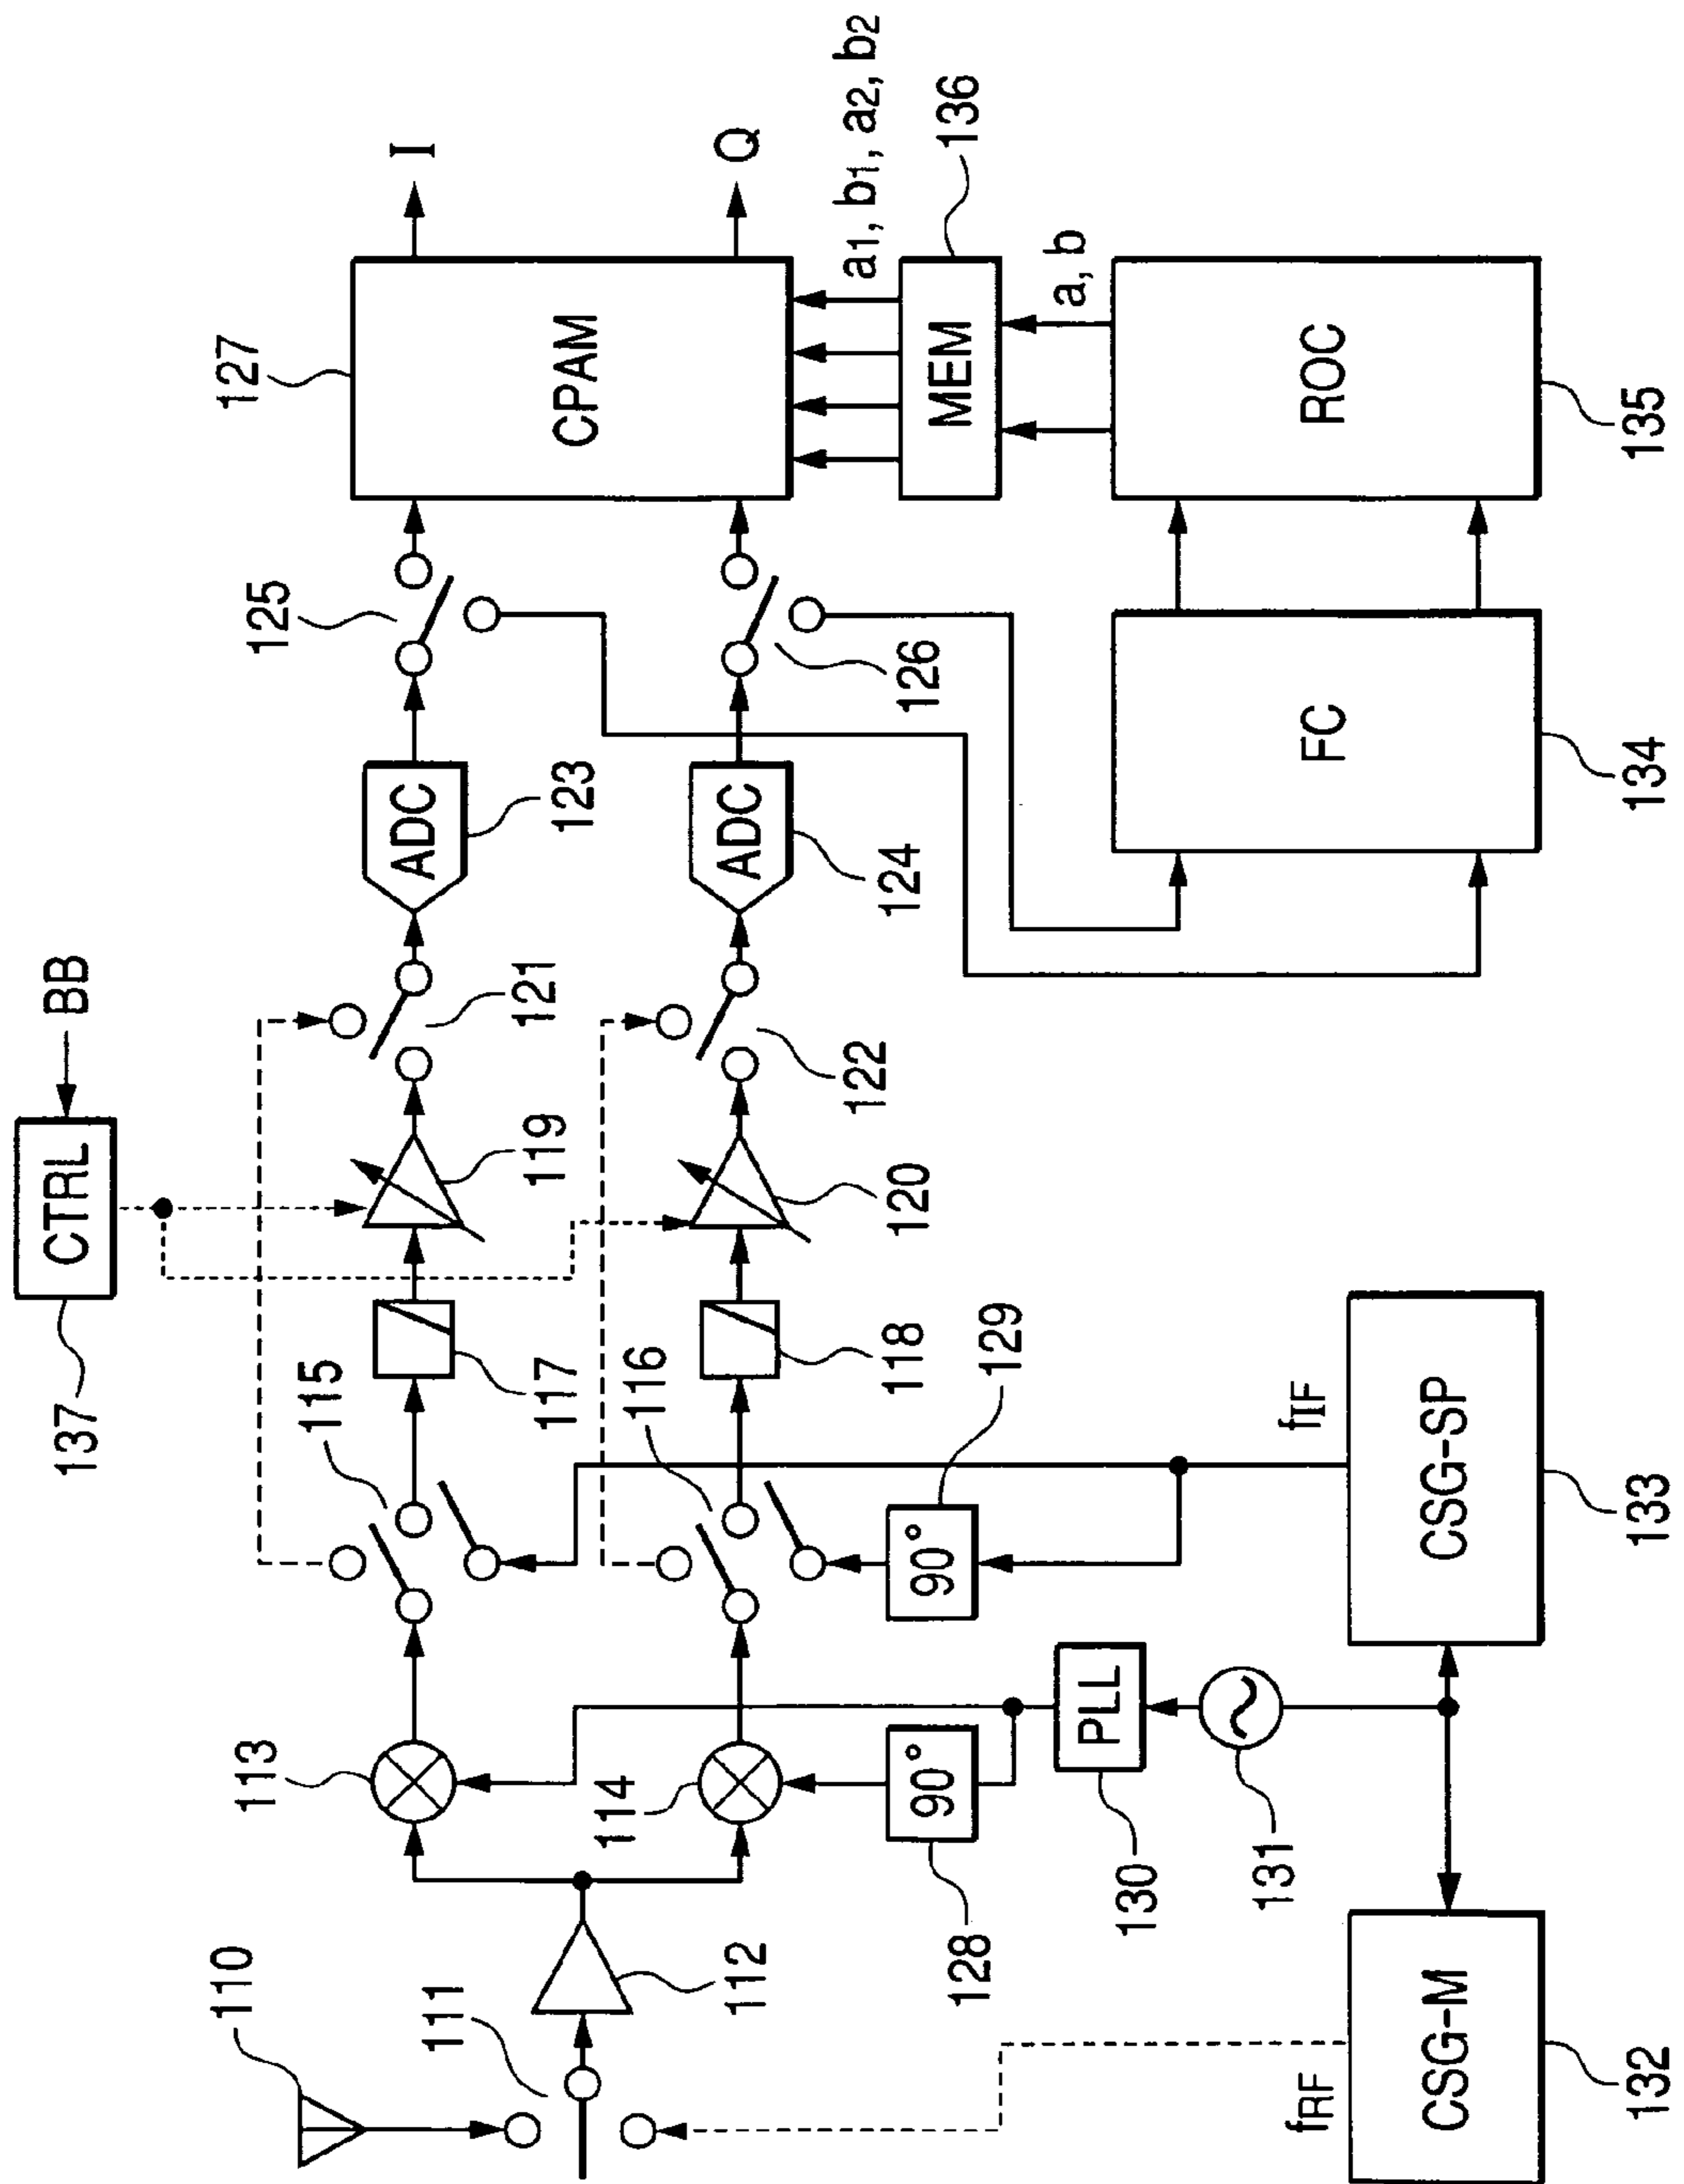 137
CTRL
BB
110
111
112
113
114
115
116
117
118
119
120
121
122
ADC
123
ADC
124
125
126
127
CPAM
I
Q
a1, b1, a2, b2
MEM
136
a, b
90°
128
90°
129
PLL
130
131
fRF
CSG-M
132
fIF
CSG-SP
133
FC
134
ROC
135